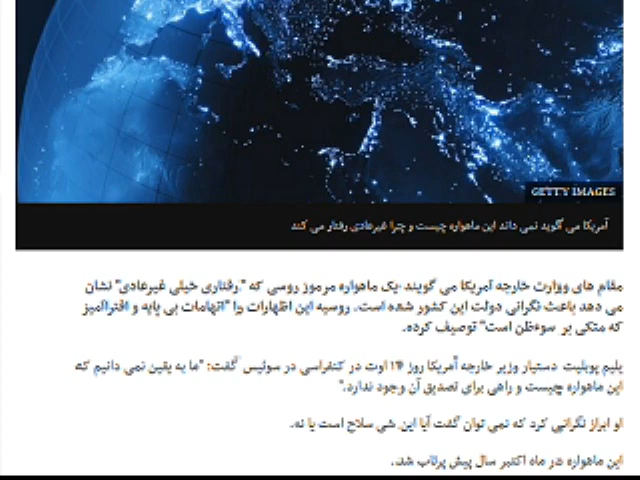 GETTY IMAGES
آمریکا می گوید نمی داند این ماهواره چیست و چرا غیرعادی رفتار می کند
مقام های وزارت خارجه آمریکا می گویند یک ماهواره مرموز روسی که "رفتاری خیلی غیرعادی" نشان
می دهد باعث نگرانی دولت این کشور شده است. روسیه این اظهارات را "اتهامات بی پایه و افتراآمیز
که متکی بر سوءظن است" توصیف کرده.
یلیم پوبلیت دستیار وزیر خارجه آمریکا روز ۱۴اوت در کنفراسی در سوئیس گفت: "ما به یقین نمی دانیم که
این ماهواره چیست و راهی برای تصدیق آن وجود ندارد."
او ابراز نگرانی کرد که نمی توان گفت آیا این شی سلاح است یا نه.
این ماهواره در ماه اکتبر سال پیش پرتاب شد.